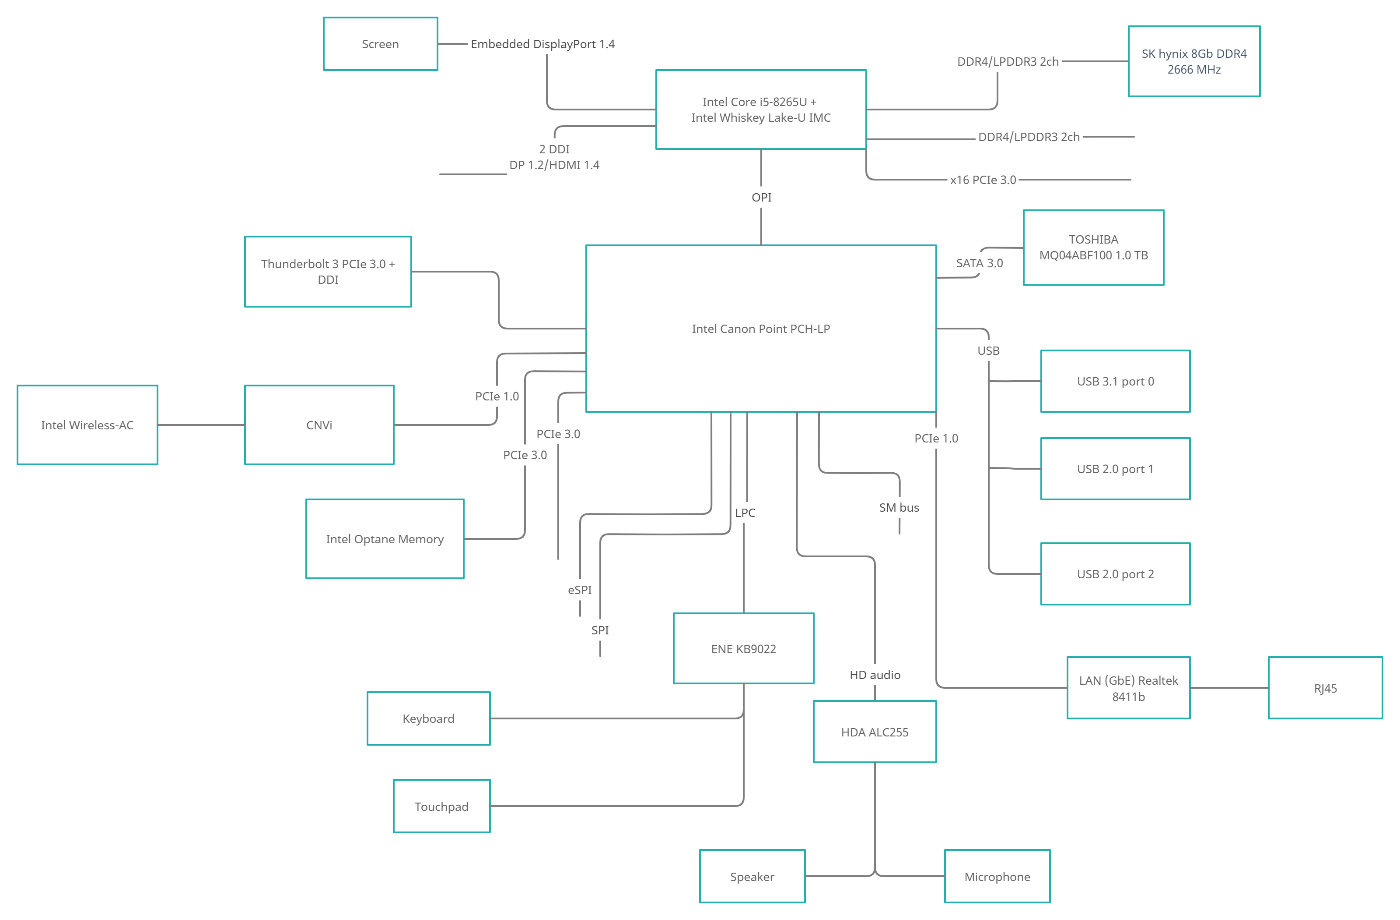 Screen
Embedded DisplayPort 1.4
Intel Core i5-8265U +
Intel Whiskey Lake-U IMC
DDR4/LPDDR3 2ch
SK hynix 8Gb DDR4
2666 MHz
2 DDI
DP 1.2/HDMI 1.4
DDR4/LPDDR3 2ch
x16 PCIe 3.0
OPI
Thunderbolt 3 PCIe 3.0 +
DDI
Intel Canon Point PCH-LP
SATA 3.0
TOSHIBA
MQ04ABF100 1.0 TB
USB
USB 3.1 port 0
Intel Wireless-AC
CNVi
PCIe 1.0
PCIe 3.0
PCIe 3.0
PCIe 1.0
USB 2.0 port 1
Intel Optane Memory
LPC
SM bus
USB 2.0 port 2
eSPI
SPI
ENE KB9022
HD audio
LAN (GbE) Realtek
8411b
RJ45
Keyboard
HDA ALC255
Touchpad
Speaker
Microphone